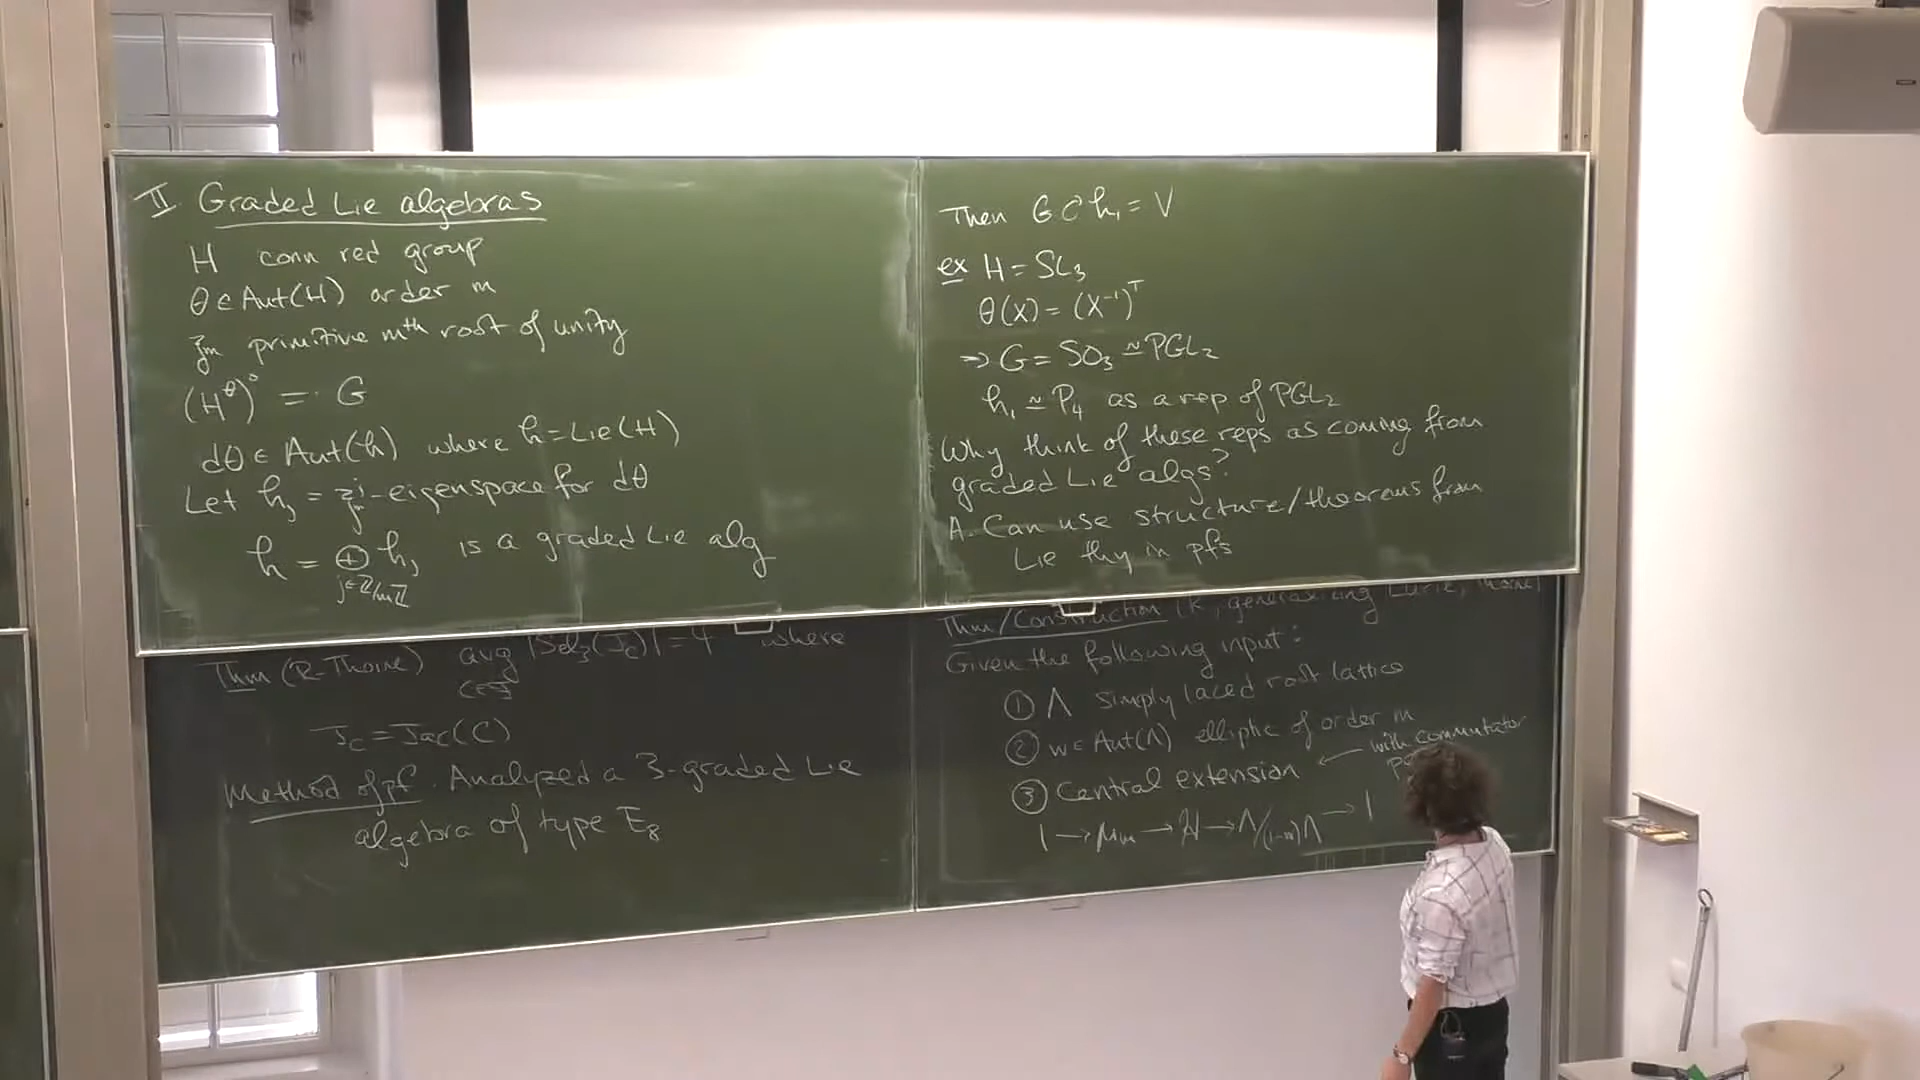 II. Graded Lie algebras
H conn red group
θ ∈ Aut(H) order m
ζ_m primitive m^th root of unity
(H^θ)° =: G
dθ ∈ Aut(h) where h = Lie(H)
Let h_j = ζ_m^j-eigenspace for dθ
h = ⊕ h_j is a graded Lie alg
j∈Z/mZ
Then G C h_1 = V
ex H = SL_3
θ(X) = (X^-1)^T
⇒ G = SO_3 ≃ PGL_2
h_1 ≃ P_4 as a rep of PGL_2
Why think of these reps as coming from
graded Lie algs?
A. Can use structure/theorems from
Lie thy in pfs
Thm (R-Thorne) avg |Sel_3(J_C)| = 4 where
J_C = Jac(C)
Method of pf. Analyzed a 3-graded Lie
algebra of type E_8
Thm/Construction generalizing Lurie, Thorne
Given the following input:
① Λ simply laced root lattice
② w ∈ Aut(Λ) elliptic of order m
③ Central extension ← with commutator
1 → μ_m → H → Λ/(1-w)Λ → 1